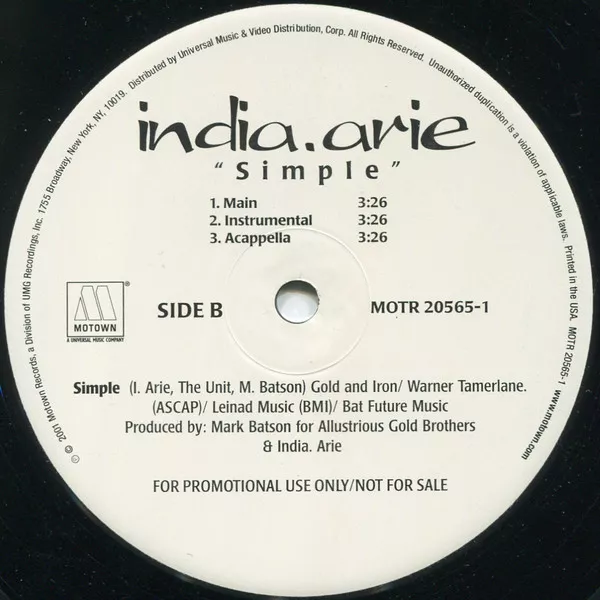 india.arie
"Simple"
1. Main 3:26
2. Instrumental 3:26
3. Acappella 3:26
M
®
MOTOWN
A UNIVERSAL MUSIC COMPANY
SIDE B
MOTR 20565-1
Simple (I. Arie, The Unit, M. Batson) Gold and Iron/ Warner Tamerlane.
(ASCAP)/ Leinad Music (BMI)/ Bat Future Music
Produced by: Mark Batson for Allustrious Gold Brothers
& India. Arie
FOR PROMOTIONAL USE ONLY/NOT FOR SALE
℗ © 2001 Motown Records, a Division of UMG Recordings, Inc. 1755 Broadway, New York, NY, 10019. Distributed by Universal Music & Video Distribution, Corp. All Rights Reserved. Unauthorized duplication is a violation of applicable laws. Printed in the USA. MOTR 20565-1 www.motown.com